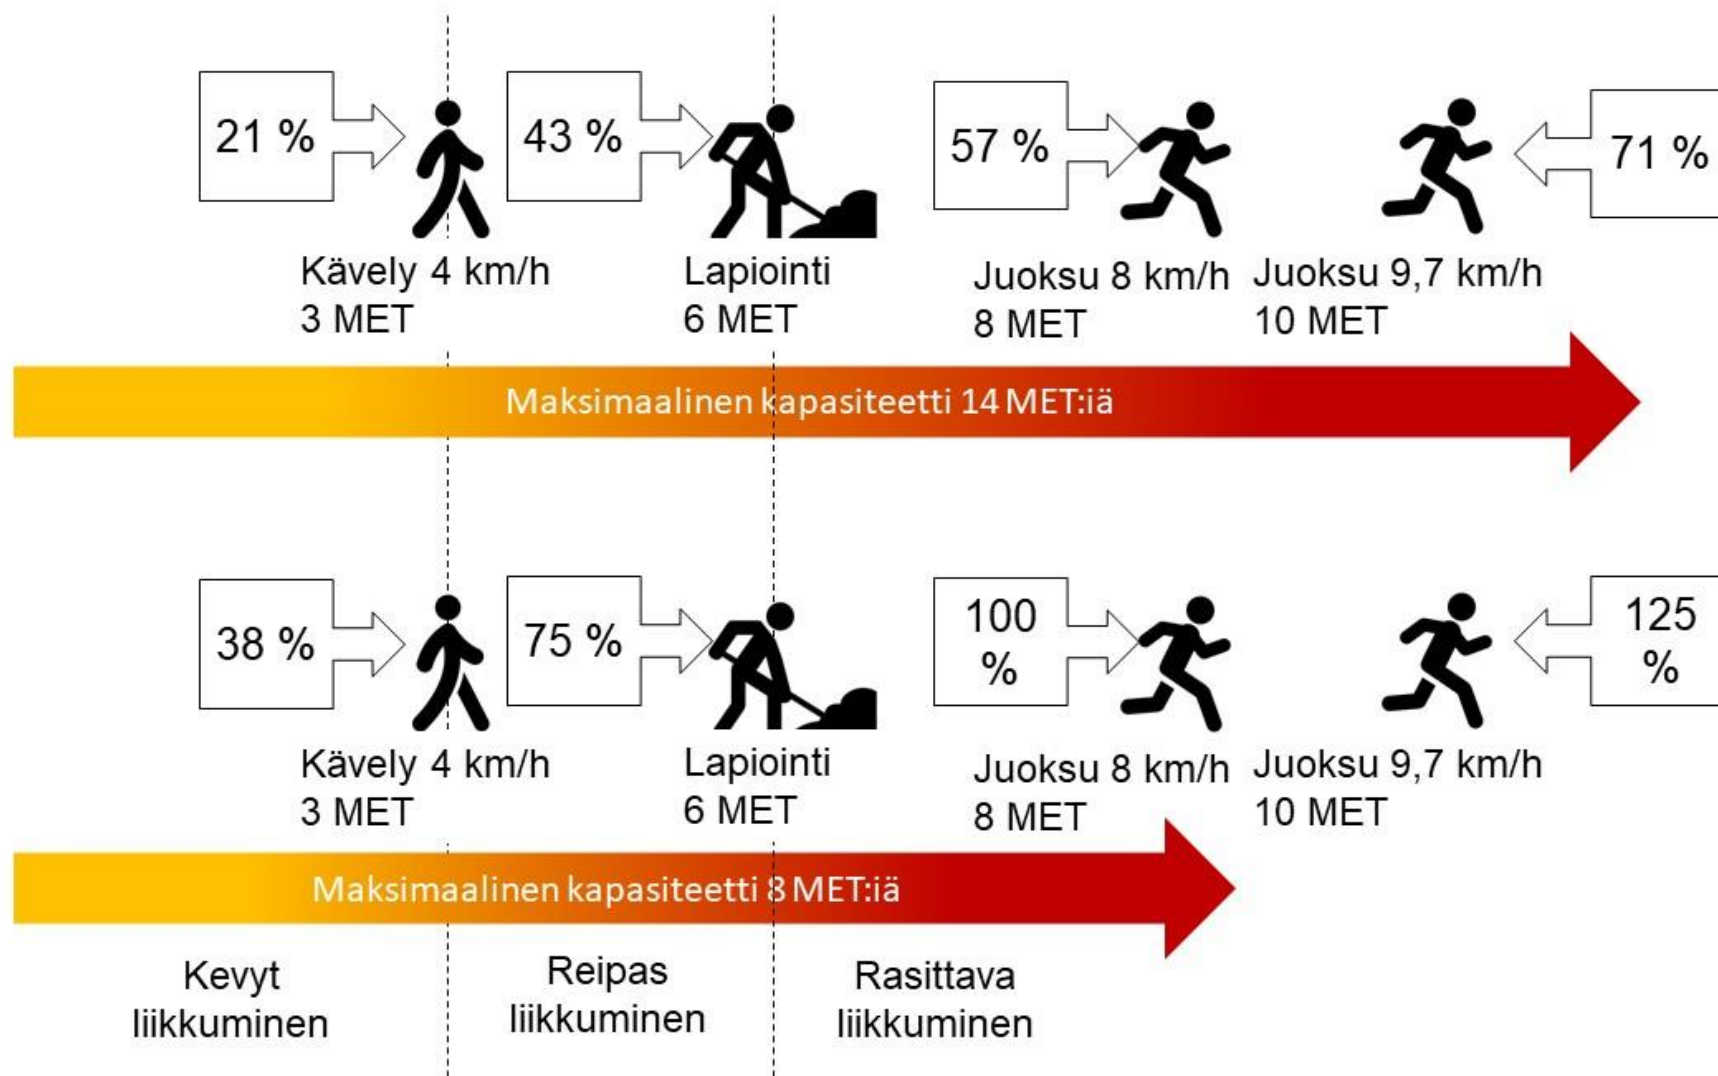 21 %
43 %
57 %
71 %
Kävely 4 km/h
3 MET
Lapiointi
6 MET
Juoksu 8 km/h
8 MET
Juoksu 9,7 km/h
10 MET
Maksimaalinen kapasiteetti 14 MET:iä
38 %
75 %
100
%
125
%
Kävely 4 km/h
3 MET
Lapiointi
6 MET
Juoksu 8 km/h
8 MET
Juoksu 9,7 km/h
10 MET
Maksimaalinen kapasiteetti 8 MET:iä
Kevyt
liikkuminen
Reipas
liikkuminen
Rasittava
liikkuminen